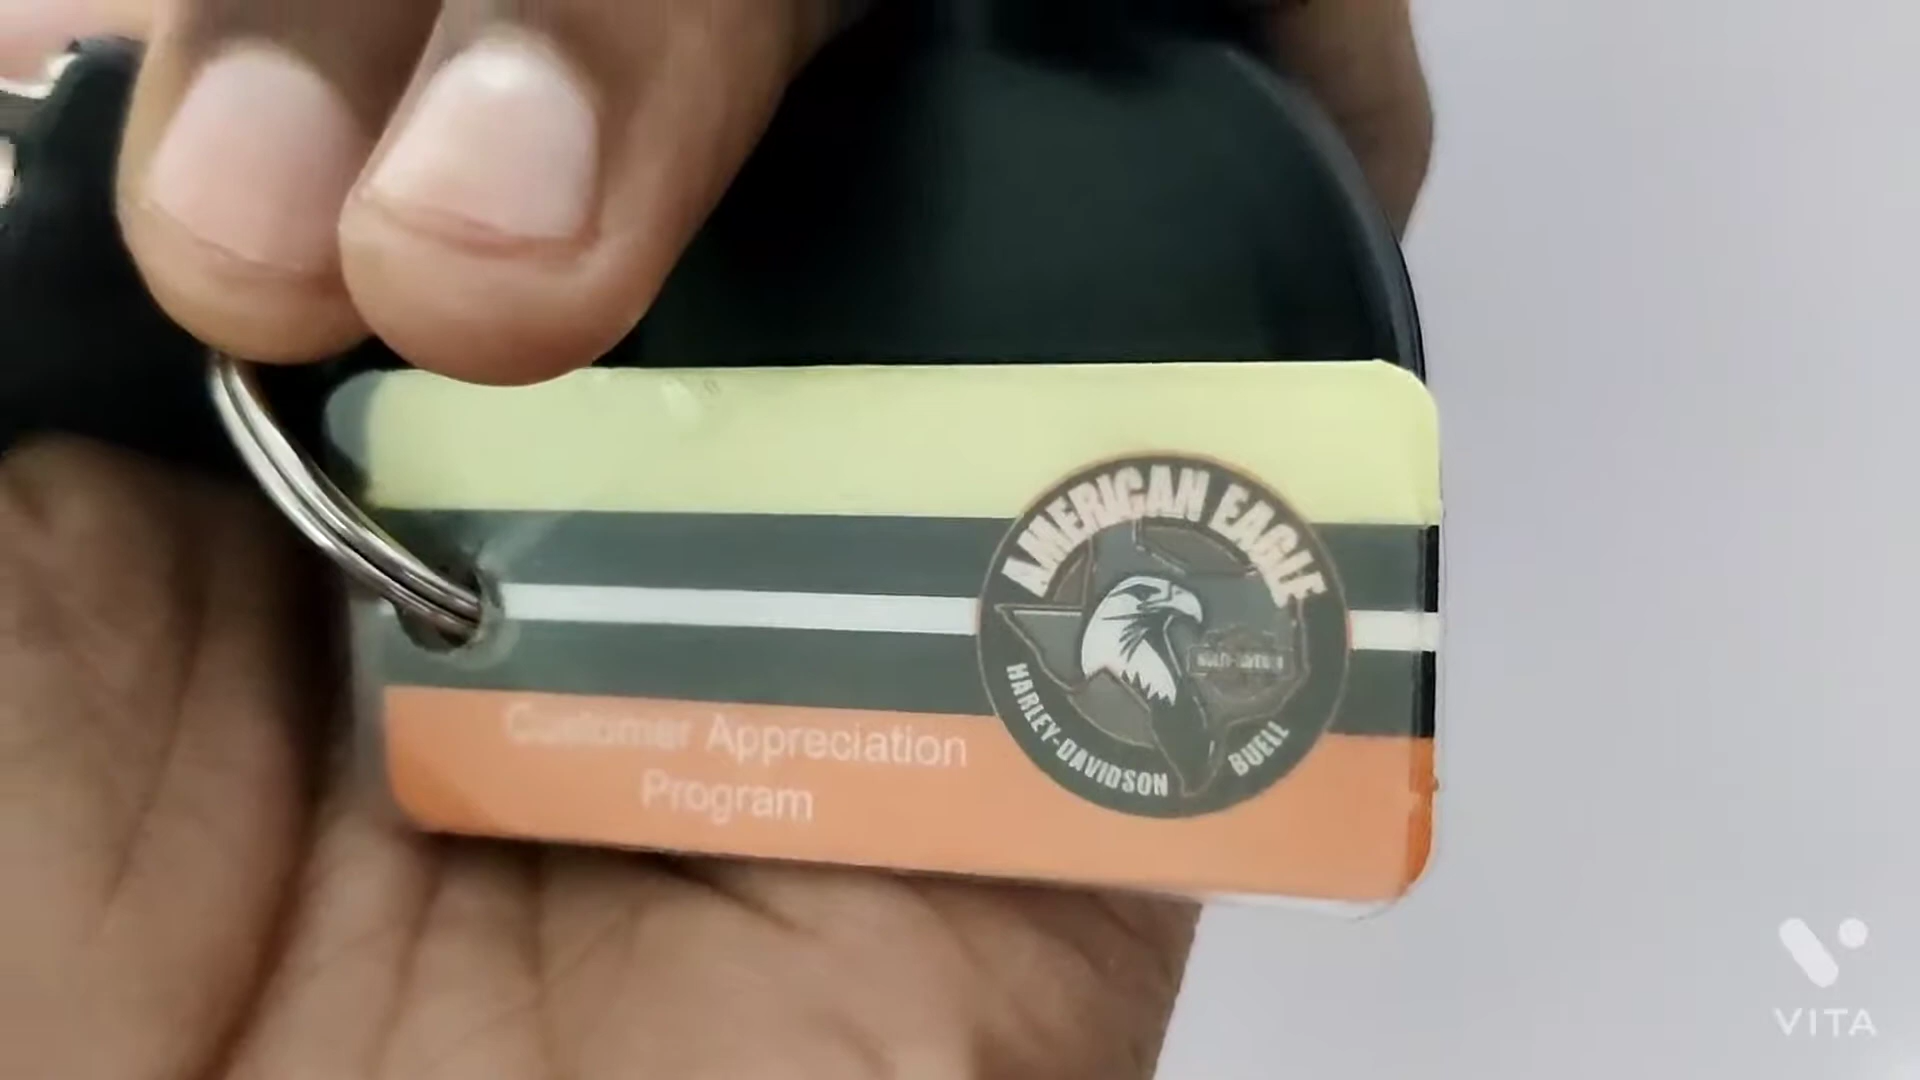 AMERICAN EAGLE
HARLEY-DAVIDSON
BUELL
Customer Appreciation
Program
VITA